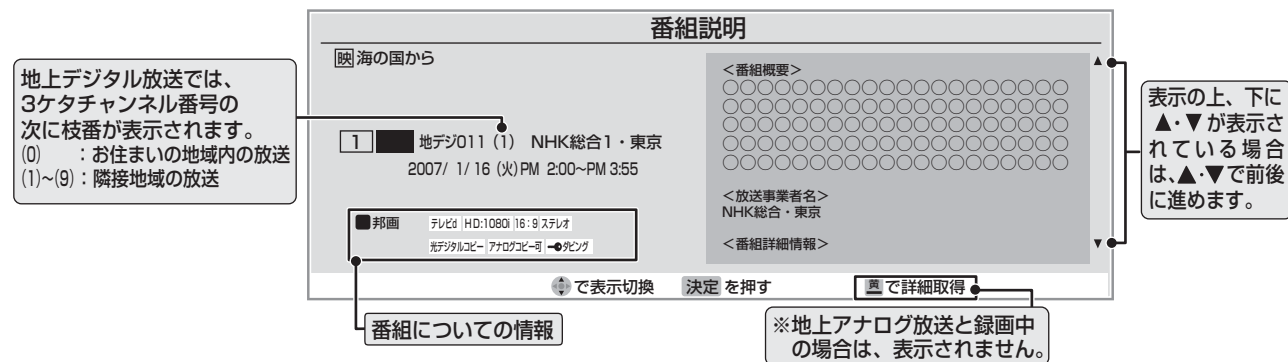 番組説明
映 海の国から
地上デジタル放送では、
3ケタチャンネル番号の
次に枝番が表示されます。
(0) :お住まいの地域内の放送
(1)~(9):隣接地域の放送
1 地デジ011 (1) NHK総合1・東京
2007/ 1/ 16 (火) PM 2:00~PM 3:55
邦画 テレビd HD:1080i 16:9 ステレオ
光デジタルコピー アナログコピー可 ダビング
<番組概要>
○○○○○○○○○○○○○○○○○○○
○○○○○○○○○○○○○○○○○○○
○○○○○○○○○○○○○○○○○○○
○○○○○○○○○○○○○○○○○○○
○○○○○○○○○○○○○○○○○○○
<放送事業者名>
NHK総合・東京
<番組詳細情報>
▲
▼
表示の上、下に
▲・▼が表示さ
れている場合
は、▲・▼で前後
に進めます。
で表示切換 決定 を押す 黄 で詳細取得
番組についての情報
※地上アナログ放送と録画中
の場合は、表示されません。